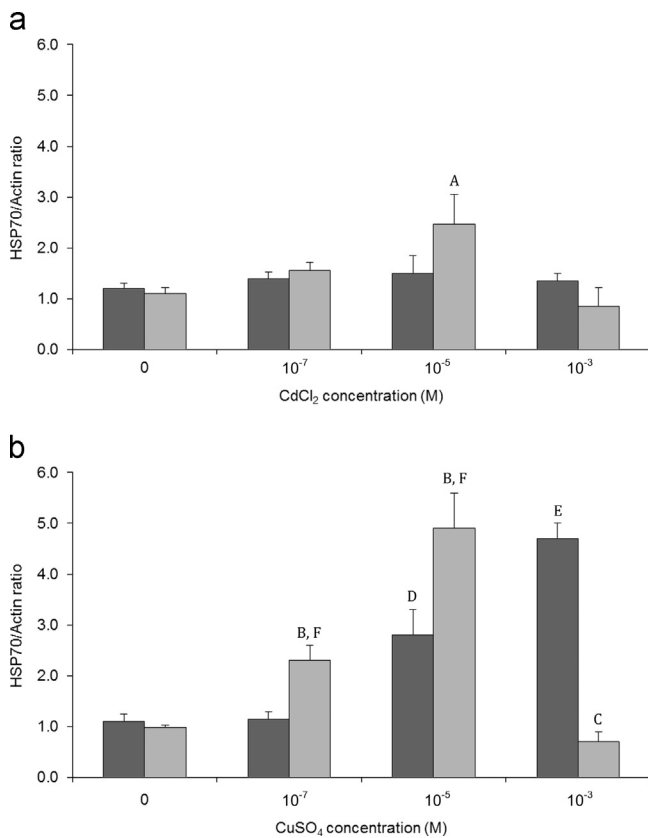 a
6.0
5.0
4.0
3.0
2.0
1.0
0.0
HSP70/Actin ratio
A
0 10⁻⁷ 10⁻⁵ 10⁻³
CdCl₂ concentration (M)
b
6.0
5.0
4.0
3.0
2.0
1.0
0.0
HSP70/Actin ratio
B, F
D
B, F
E
C
0 10⁻⁷ 10⁻⁵ 10⁻³
CuSO₄ concentration (M)